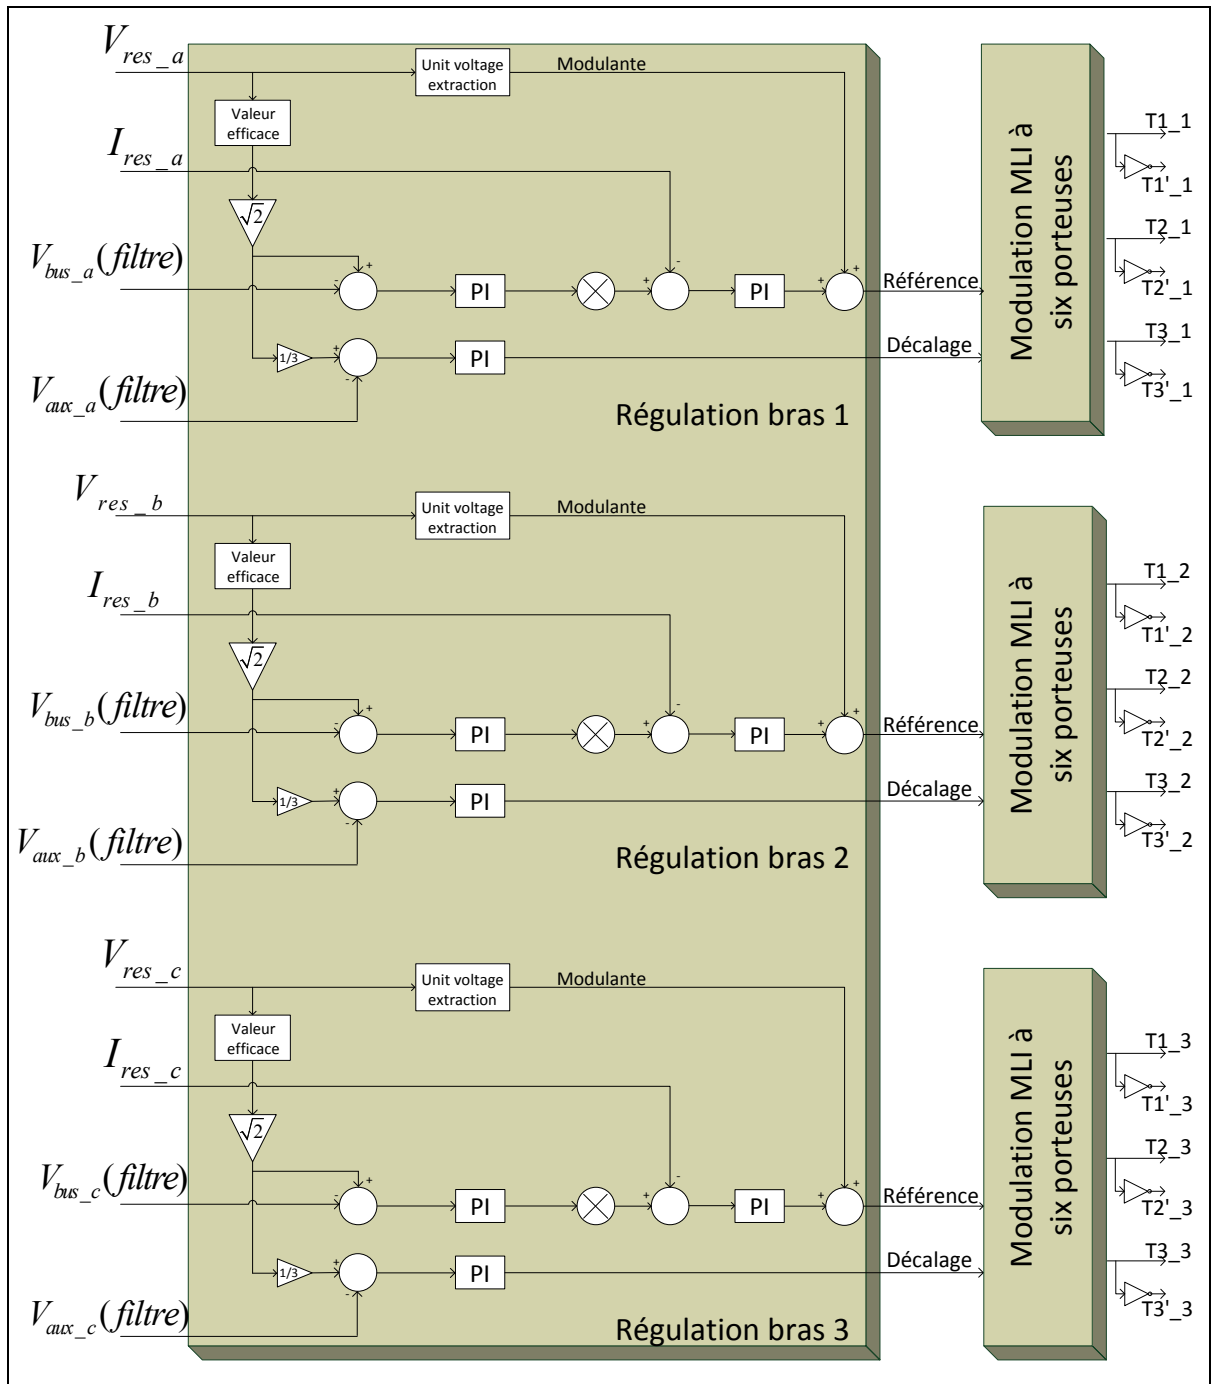 V_res_a
Unit voltage
extraction
Modulante
Valeur
efficace
I_res_a
√2
V_bus_a(filtre)
+
-
PI
+
-
PI
+
+
Référence
1/3
+
-
PI
Décalage
V_aux_a(filtre)
Régulation bras 1
Modulation MLI à
six porteuses
T1_1
T1'_1
T2_1
T2'_1
T3_1
T3'_1
V_res_b
Unit voltage
extraction
Modulante
Valeur
efficace
I_res_b
√2
V_bus_b(filtre)
+
-
PI
+
-
PI
+
+
Référence
1/3
+
-
PI
Décalage
V_aux_b(filtre)
Régulation bras 2
Modulation MLI à
six porteuses
T1_2
T1'_2
T2_2
T2'_2
T3_2
T3'_2
V_res_c
Unit voltage
extraction
Modulante
Valeur
efficace
I_res_c
√2
V_bus_c(filtre)
+
-
PI
+
-
PI
+
+
Référence
1/3
+
-
PI
Décalage
V_aux_c(filtre)
Régulation bras 3
Modulation MLI à
six porteuses
T1_3
T1'_3
T2_3
T2'_3
T3_3
T3'_3